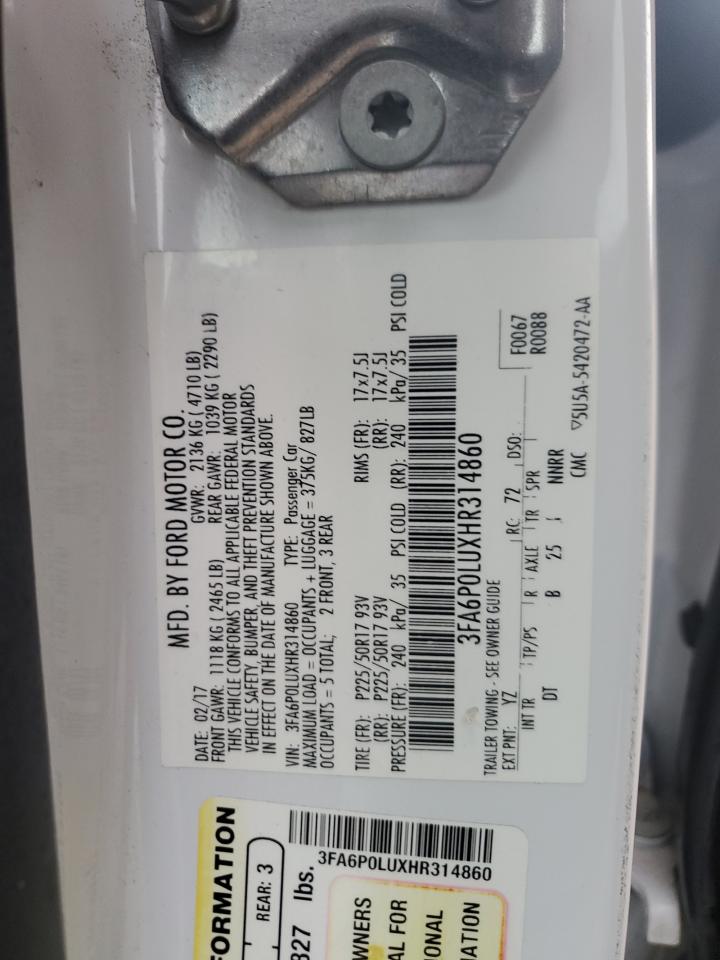 MFD. BY FORD MOTOR CO.
DATE: 02/17 GVWR: 2136 KG ( 4710 LB)
FRONT GAWR: 1118 KG ( 2465 LB) REAR GAWR: 1039 KG ( 2290 LB)
THIS VEHICLE CONFORMS TO ALL APPLICABLE FEDERAL MOTOR
VEHICLE SAFETY, BUMPER, AND THEFT PREVENTION STANDARDS
IN EFFECT ON THE DATE OF MANUFACTURE SHOWN ABOVE.
VIN: 3FA6P0LUXHR314860 TYPE: Passenger Car
MAXIMUM LOAD = OCCUPANTS + LUGGAGE = 375KG/ 827LB
OCCUPANTS = 5 TOTAL; 2 FRONT, 3 REAR
TIRE (FR): P225/50R17 93V RIMS (FR): 17x7.5J
(RR): P225/50R17 93V (RR): 17x7.5J
PRESSURE (FR): 240 kPa/ 35 PSI COLD (RR): 240 kPa/ 35 PSI COLD
3FA6P0LUXHR314860
TRAILER TOWING - SEE OWNER GUIDE
EXT PNT: YZ RC: 72 DSO: F0067
R0088
INT TR TP/PS R AXLE TR SPR
DT B 25 J NNRR
CMC ▽5U5A-5420472-AA
FORMATION
REAR: 3
827 lbs.
3FA6P0LUXHR314860
WNERS
AL FOR
IONAL
MATION